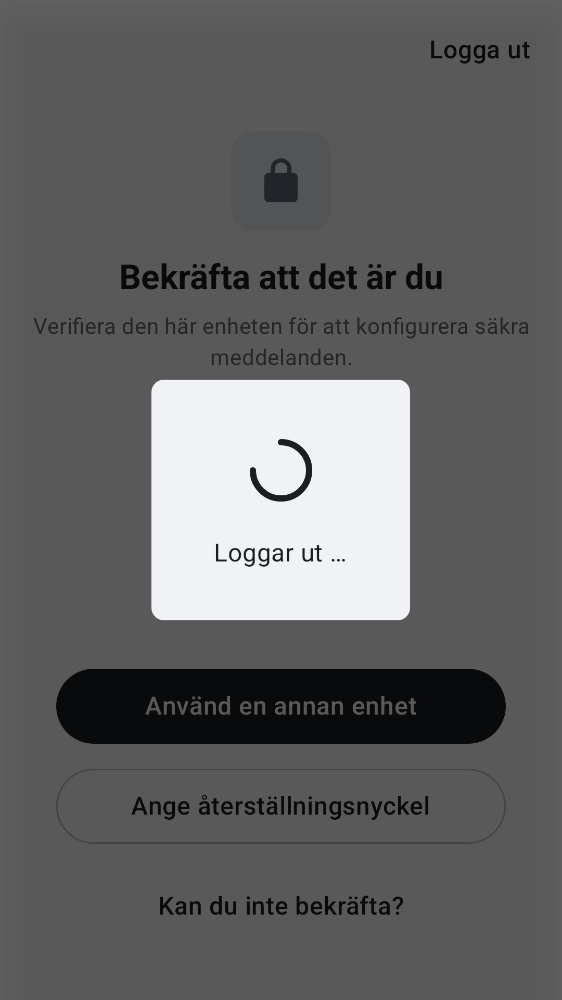 Logga ut
Bekräfta att det är du
Verifiera den här enheten för att konfigurera säkra
meddelanden.
Loggar ut …
Använd en annan enhet
Ange återställningsnyckel
Kan du inte bekräfta?